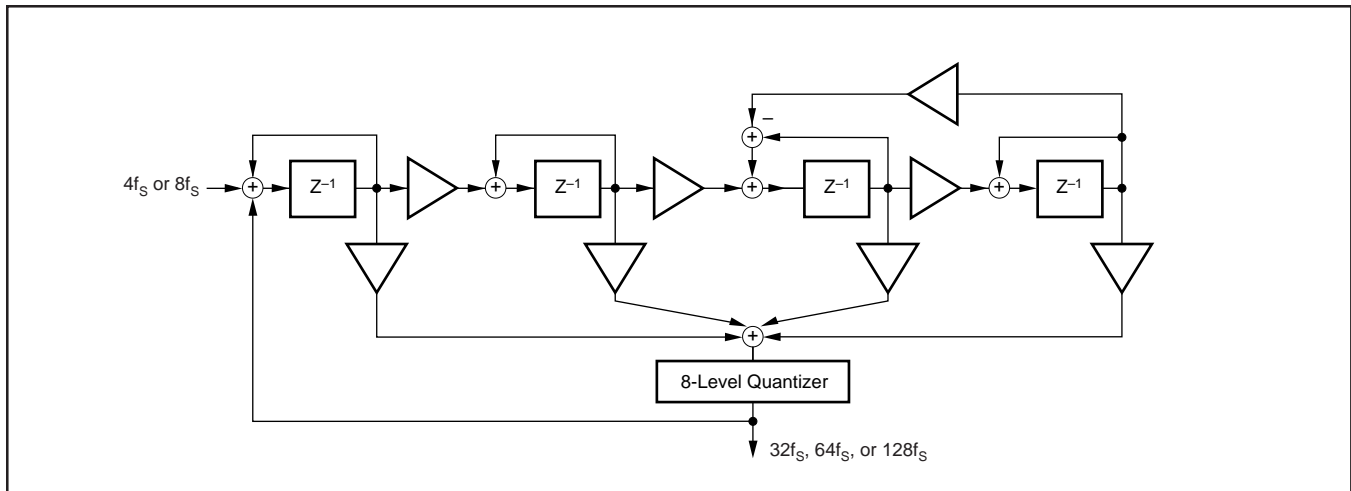 –
+
+
4f_S or 8f_S
+
Z⁻¹
+
Z⁻¹
+
Z⁻¹
+
Z⁻¹
+
8-Level Quantizer
32f_S, 64f_S, or 128f_S